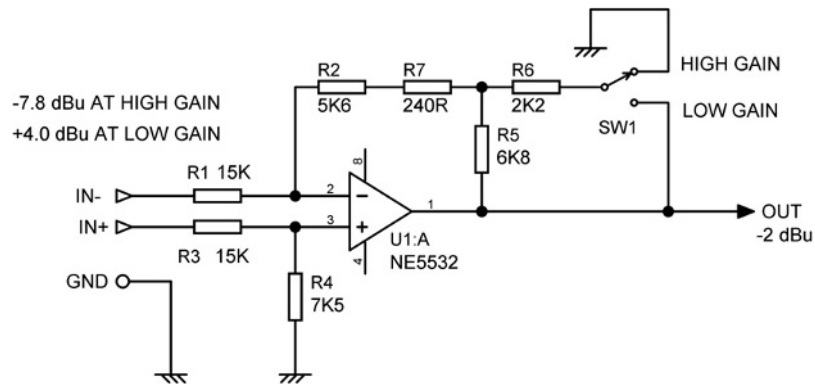 -7.8 dBu AT HIGH GAIN
+4.0 dBu AT LOW GAIN
R2
5K6
R7
240R
R6
2K2
HIGH GAIN
LOW GAIN
SW1
R5
6K8
R1 15K
IN-
IN+
R3 15K
8
2
3
1
4
U1:A
NE5532
OUT
-2 dBu
R4
7K5
GND